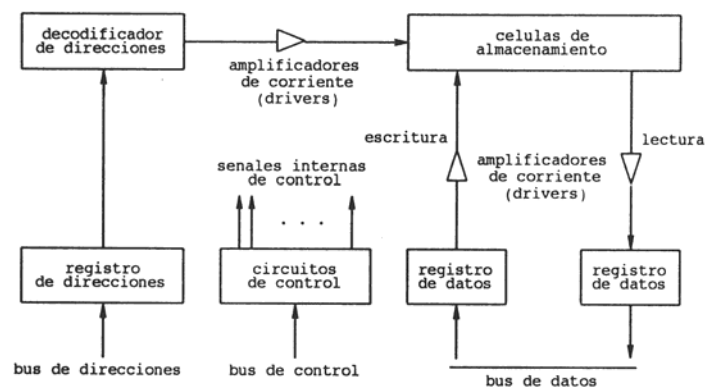 decodificador
de direcciones
celulas de
almacenamiento
amplificadores
de corriente
(drivers)
escritura
lectura
amplificadores
de corriente
(drivers)
senales internas
de control
. . .
registro
de direcciones
circuitos
de control
registro
de datos
registro
de datos
bus de direcciones
bus de control
bus de datos